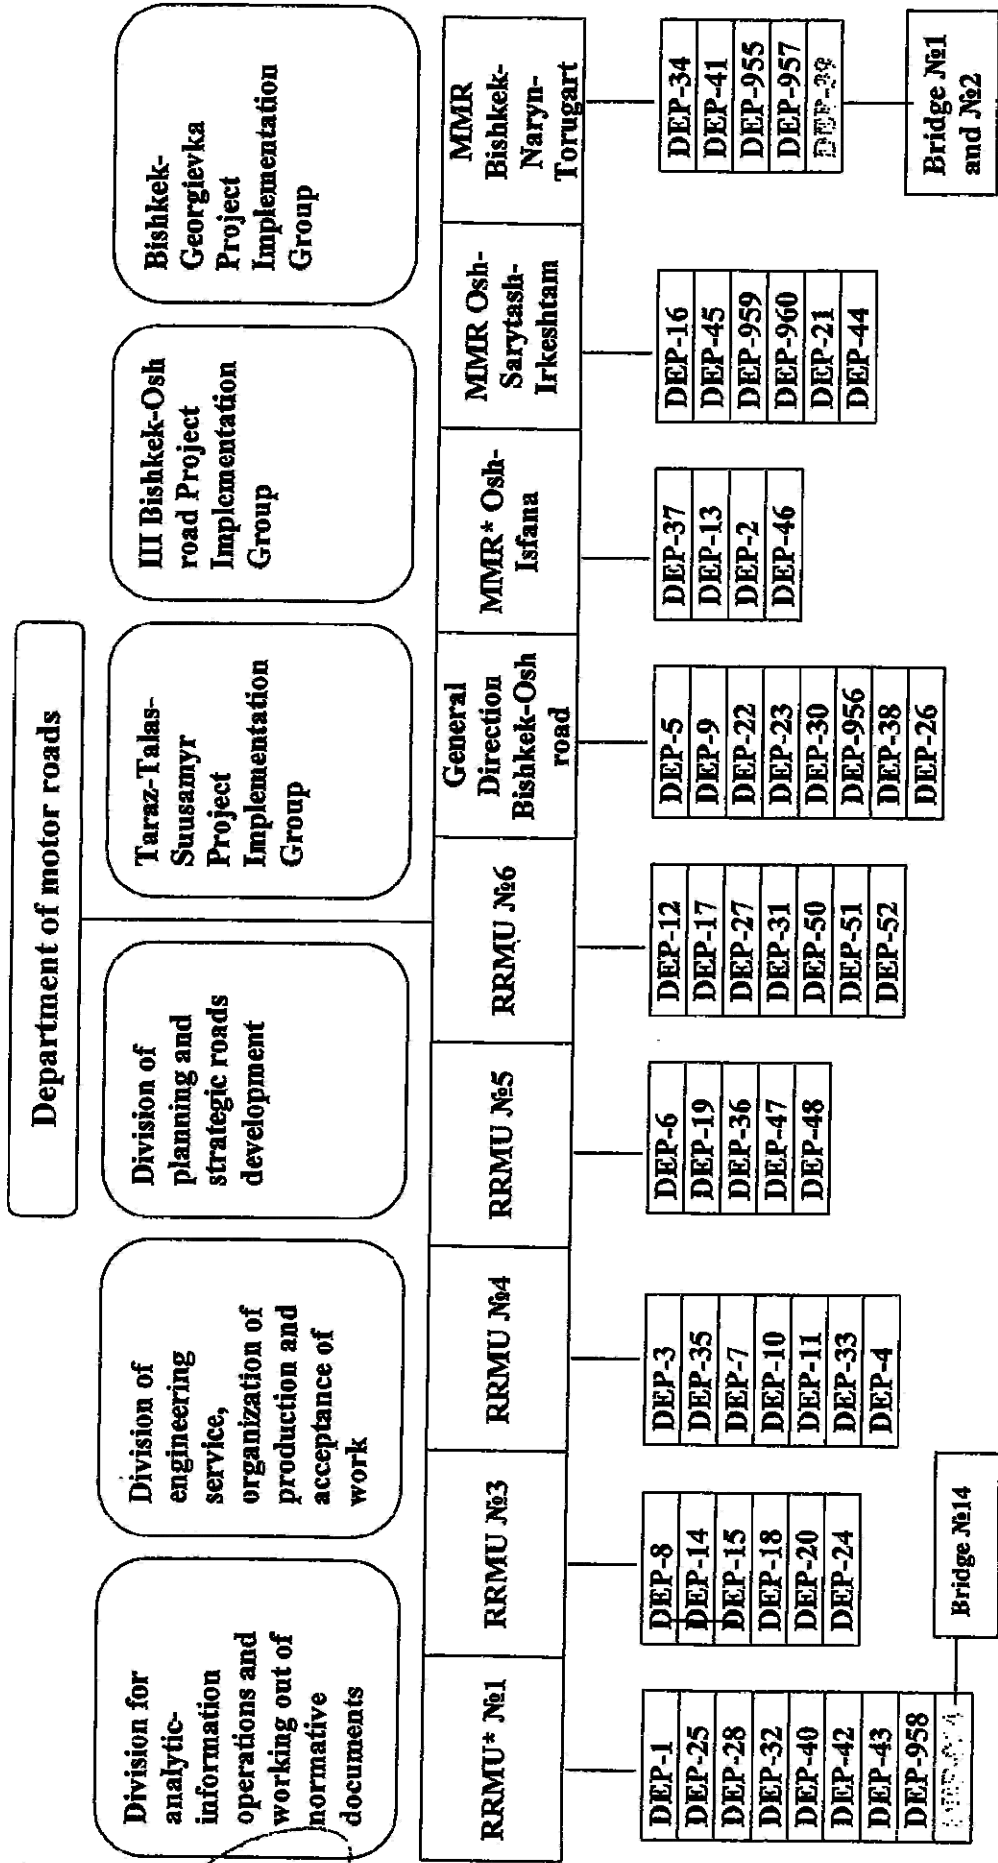 Department of motor roads
Division for
analytic-
information
operations and
working out of
normative
documents
Division of
engineering
service,
organization of
production and
acceptance of
work
Division of
planning and
strategic roads
development
Taraz-Talas-
Suusamyr
Project
Implementation
Group
III Bishkek-Osh
road Project
Implementation
Group
Bishkek-
Georgievka
Project
Implementation
Group
RRMU* №1
RRMU №3
RRMU №4
RRMU №5
RRMU №6
General
Direction
Bishkek-Osh
road
MMR* Osh-
Isfana
MMR Osh-
Sarytash-
Irkeshtam
MMR
Bishkek-
Naryn-
Torugart
DEP-1
DEP-25
DEP-28
DEP-32
DEP-40
DEP-42
DEP-43
DEP-958
Bridge №14
DEP-8
DEP-14
DEP-15
DEP-18
DEP-20
DEP-24
DEP-3
DEP-35
DEP-7
DEP-10
DEP-11
DEP-33
DEP-4
DEP-6
DEP-19
DEP-36
DEP-47
DEP-48
DEP-12
DEP-17
DEP-27
DEP-31
DEP-50
DEP-51
DEP-52
DEP-5
DEP-9
DEP-22
DEP-23
DEP-30
DEP-956
DEP-38
DEP-26
DEP-37
DEP-13
DEP-2
DEP-46
DEP-16
DEP-45
DEP-959
DEP-960
DEP-21
DEP-44
DEP-34
DEP-41
DEP-955
DEP-957
DEP-39
Bridge №1
and №2